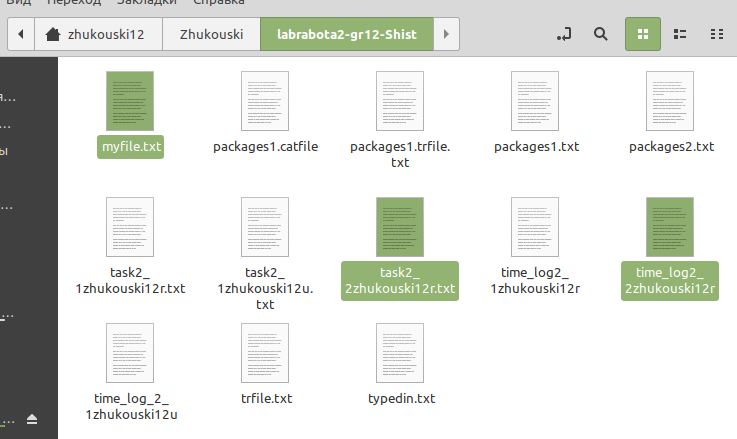 Вид Переход Закладки Справка
zhukouski12 Zhukouski labrabota2-gr12-Shist
я...
...
ы
...
...
...
myfile.txt packages1.catfile packages1.trfile. packages1.txt packages2.txt
txt
task2_ task2_ task2_ time_log2_ time_log2_
1zhukouski12r.txt 1zhukouski12u. 2zhukouski12r.txt 1zhukouski12r 2zhukouski12r
txt
time_log_2_ trfile.txt typedin.txt
1zhukouski12u